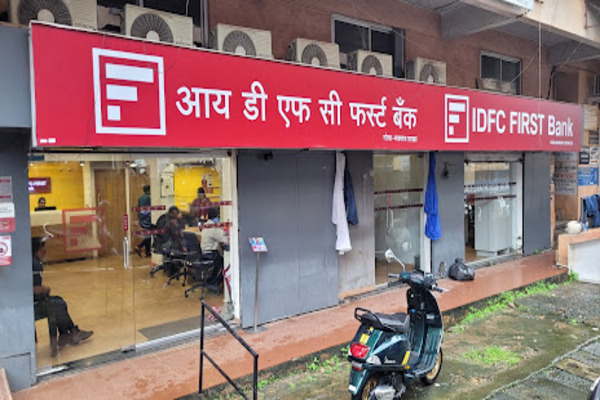 आय डी एफ सी फर्स्ट बँक
IDFC FIRST Bank